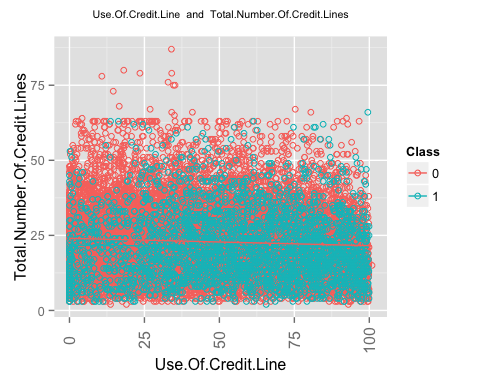 Use.Of.Credit.Line and Total.Number.Of.Credit.Lines
Total.Number.Of.Credit.Lines
75
50
25
0
0
25
50
75
100
Use.Of.Credit.Line
Class
0
1